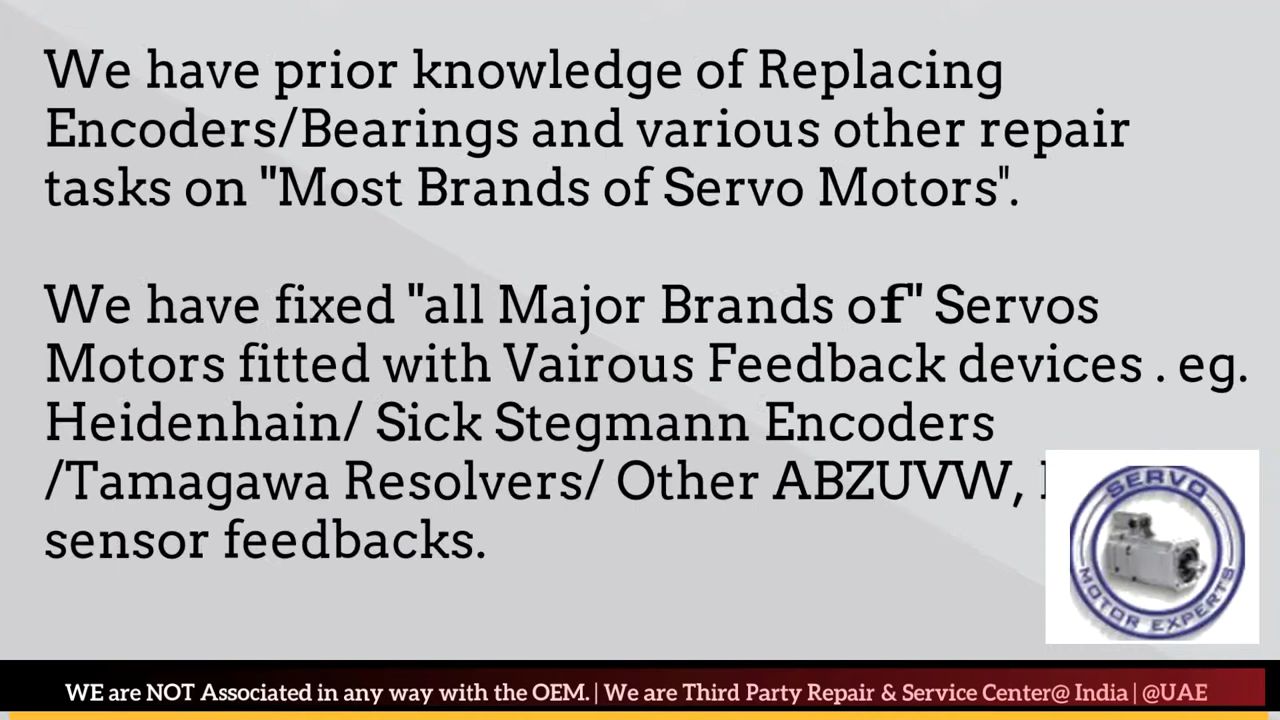 We have prior knowledge of Replacing
Encoders/Bearings and various other repair
tasks on "Most Brands of Servo Motors".
We have fixed "all Major Brands of" Servos
Motors fitted with Vairous Feedback devices . eg.
Heidenhain/ Sick Stegmann Encoders
/Tamagawa Resolvers/ Other ABZUVW,
sensor feedbacks.
SERVO
MOTOR EXPERTS
WE are NOT Associated in any way with the OEM. | We are Third Party Repair & Service Center@ India | @UAE